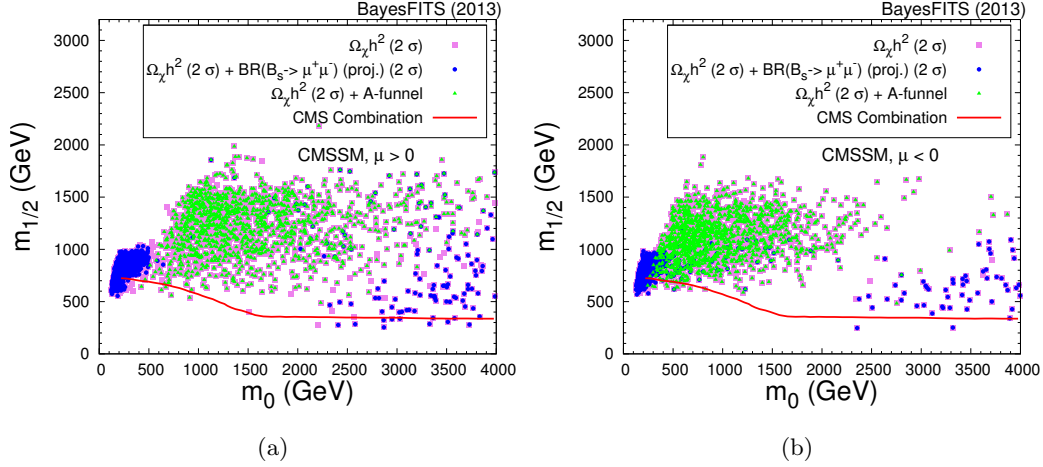 BayesFITS (2013)
3000
2500
2000
1500
1000
500
0
m1/2 (GeV)
Ωχh² (2 σ)
Ωχh² (2 σ) + BR(Bs-> μ⁺μ⁻) (proj.) (2 σ)
Ωχh² (2 σ) + A-funnel
CMS Combination
CMSSM, μ > 0
0 500 1000 1500 2000 2500 3000 3500 4000
m0 (GeV)
(a)
BayesFITS (2013)
3000
2500
2000
1500
1000
500
0
m1/2 (GeV)
Ωχh² (2 σ)
Ωχh² (2 σ) + BR(Bs-> μ⁺μ⁻) (proj.) (2 σ)
Ωχh² (2 σ) + A-funnel
CMS Combination
CMSSM, μ < 0
0 500 1000 1500 2000 2500 3000 3500 4000
m0 (GeV)
(b)